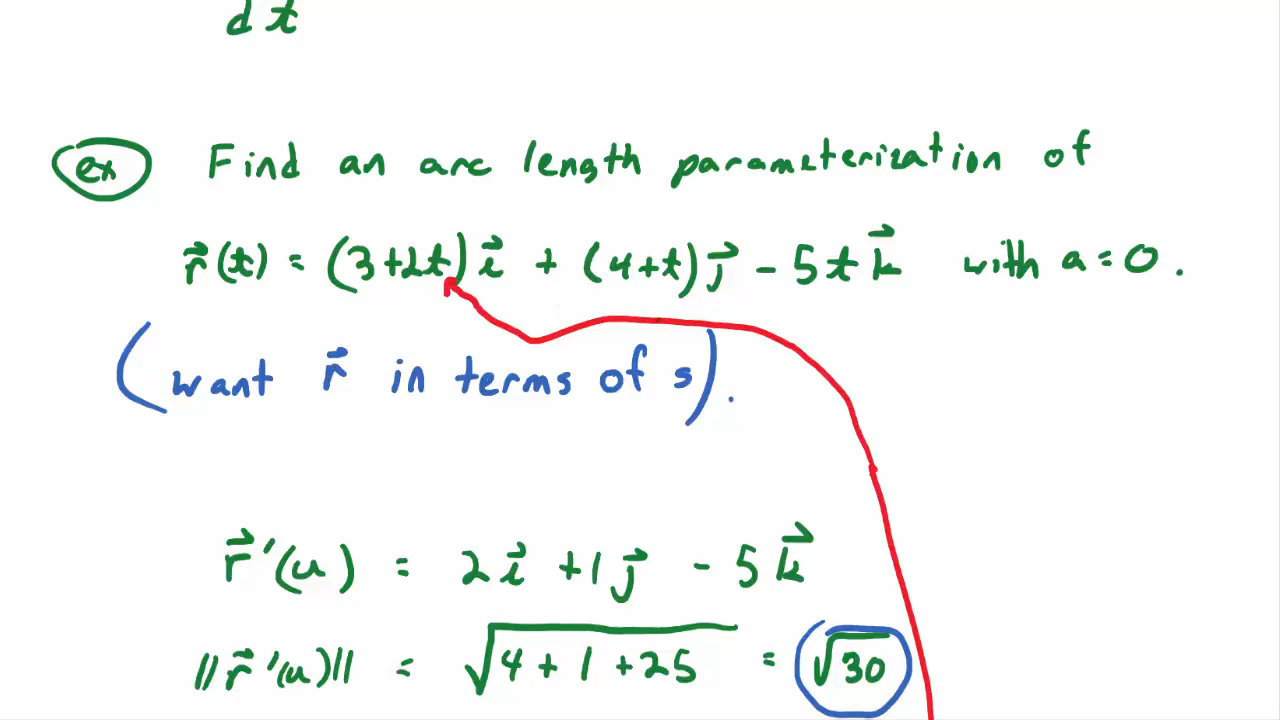 dt
ex Find an arc length parameterization of
r⃗(t) = (3+2t)i⃗ + (4+t)j⃗ - 5tk⃗ with a=0.
(want r⃗ in terms of s).
r⃗'(u) = 2i⃗ + 1j⃗ - 5k⃗
||r⃗'(u)|| = √(4+1+25) = √30